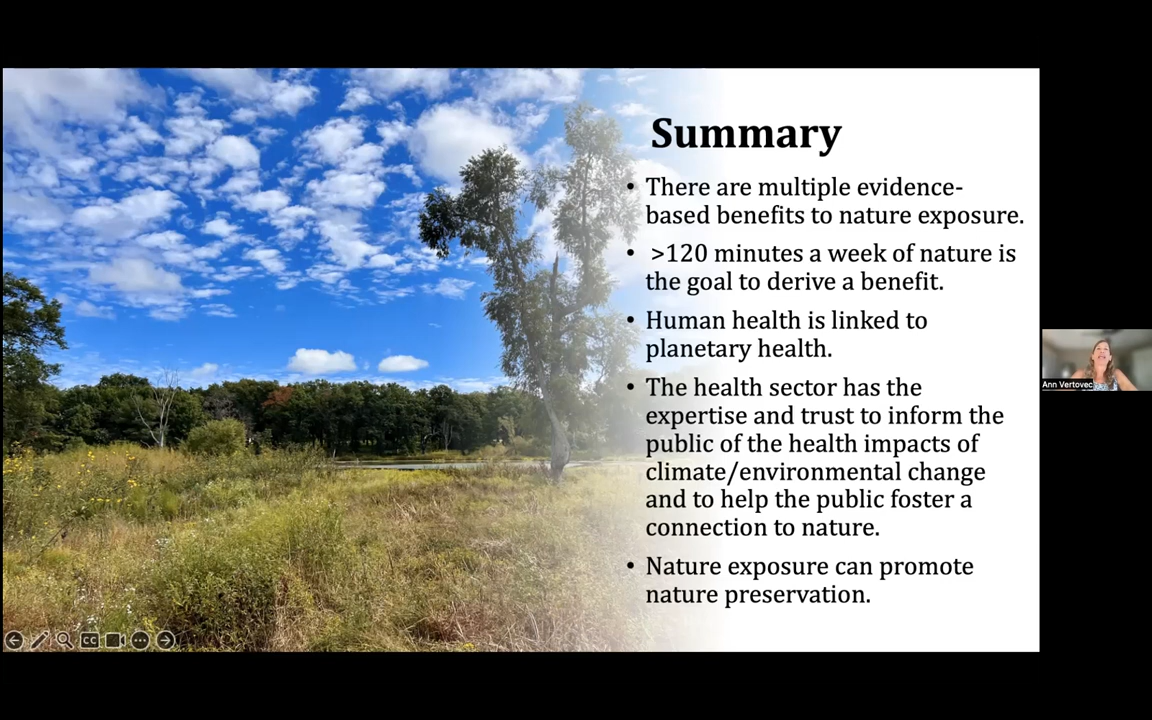 Summary
• There are multiple evidence-
based benefits to nature exposure.
• >120 minutes a week of nature is
the goal to derive a benefit.
• Human health is linked to
planetary health.
• The health sector has the
expertise and trust to inform the
public of the health impacts of
climate/environmental change
and to help the public foster a
connection to nature.
• Nature exposure can promote
nature preservation.
Ann Vertovec
CC